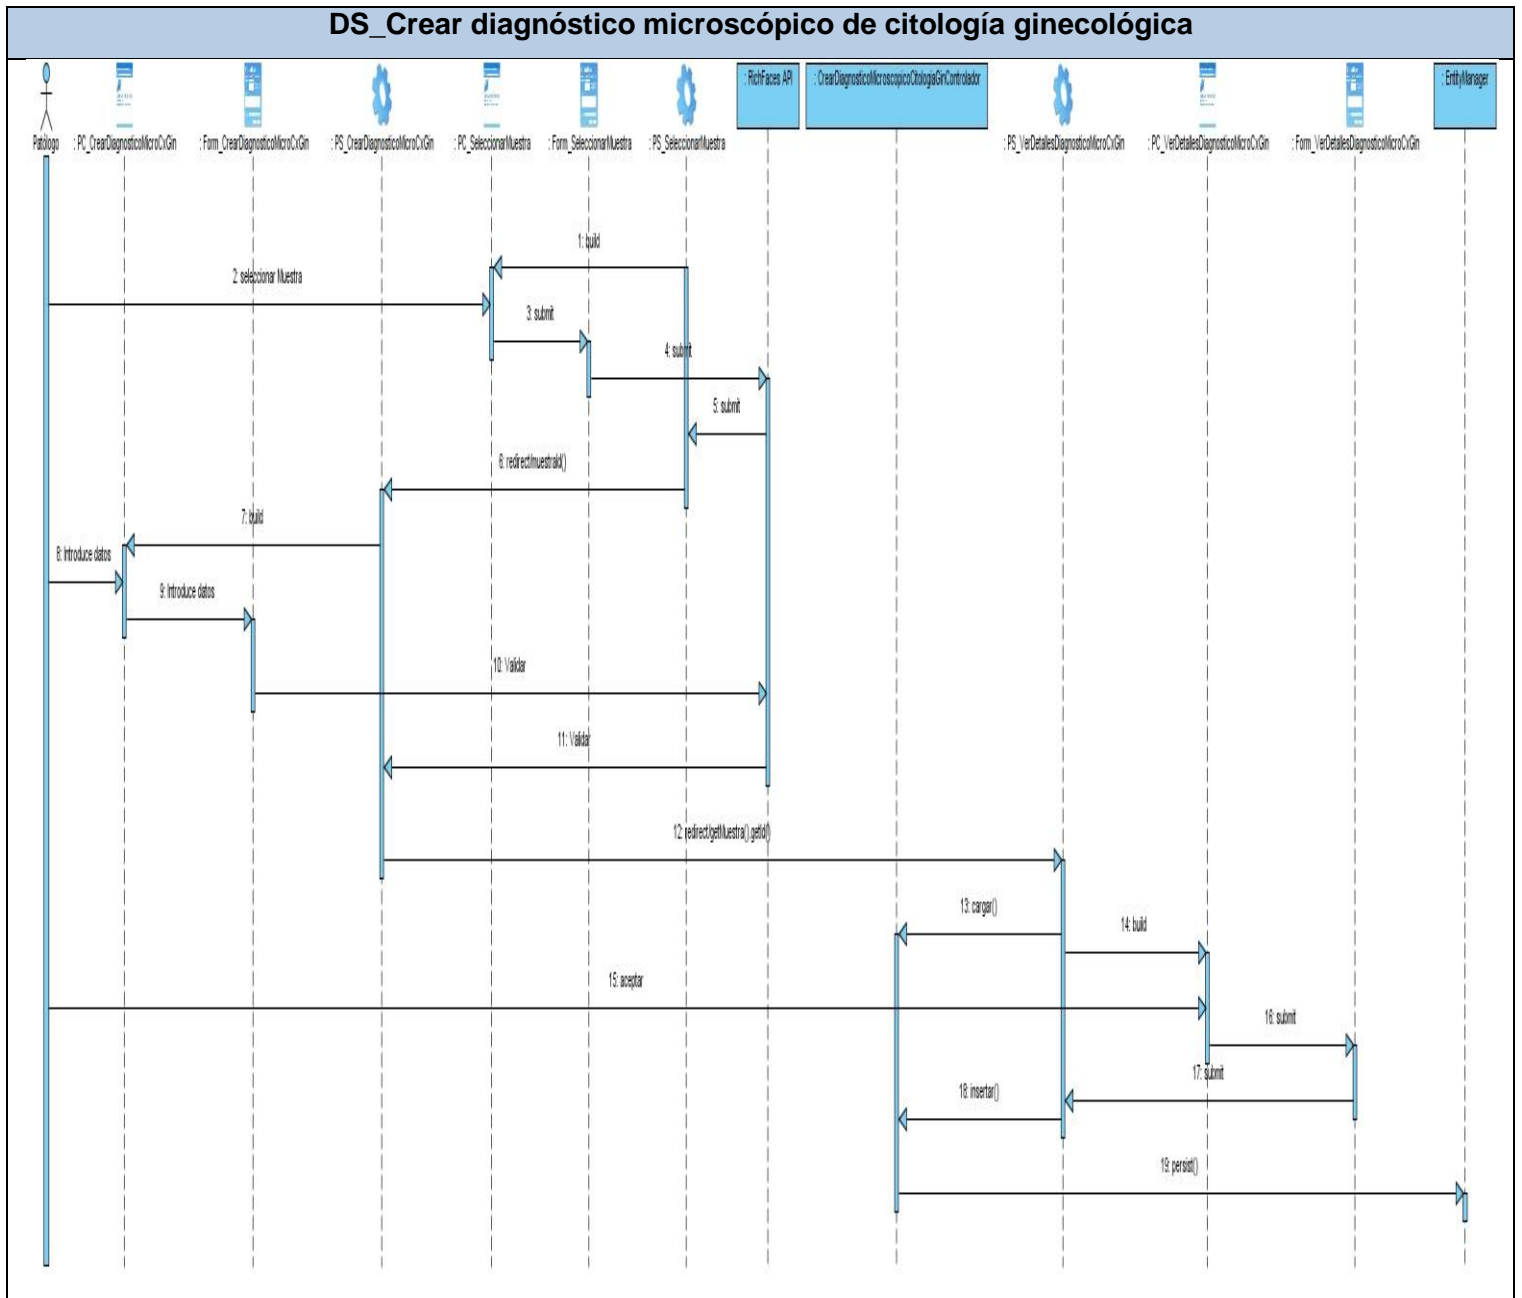 DS_Crear diagnóstico microscópico de citología ginecológica
Patólogo
: PC_CrearDiagnosticoMicroCxGin
: Form_CrearDiagnosticoMicroCxGin
: PS_CrearDiagnosticoMicroCxGin
: PC_SeleccionarMuestra
: Form_SeleccionarMuestra
: PS_SeleccionarMuestra
: RichFaces API
: CrearDiagnosticoMicroscopicoCitologiaGinControlador
: PS_VerDetallesDiagnosticoMicroCxGin
: PC_VerDetallesDiagnosticoMicroCxGin
: Form_VerDetallesDiagnosticoMicroCxGin
: EntityManager
1: build
2: seleccionar Muestra
3: submit
4: submit
5: submit
6: redirect/muestraId()
7: build
8: Introduce datos
9: Introduce datos
10: Validar
11: Validar
12: redirect/getMuestra().getId()
13: cargar()
14: build
15: aceptar
16: submit
17: submit
18: insertar()
19: persist()